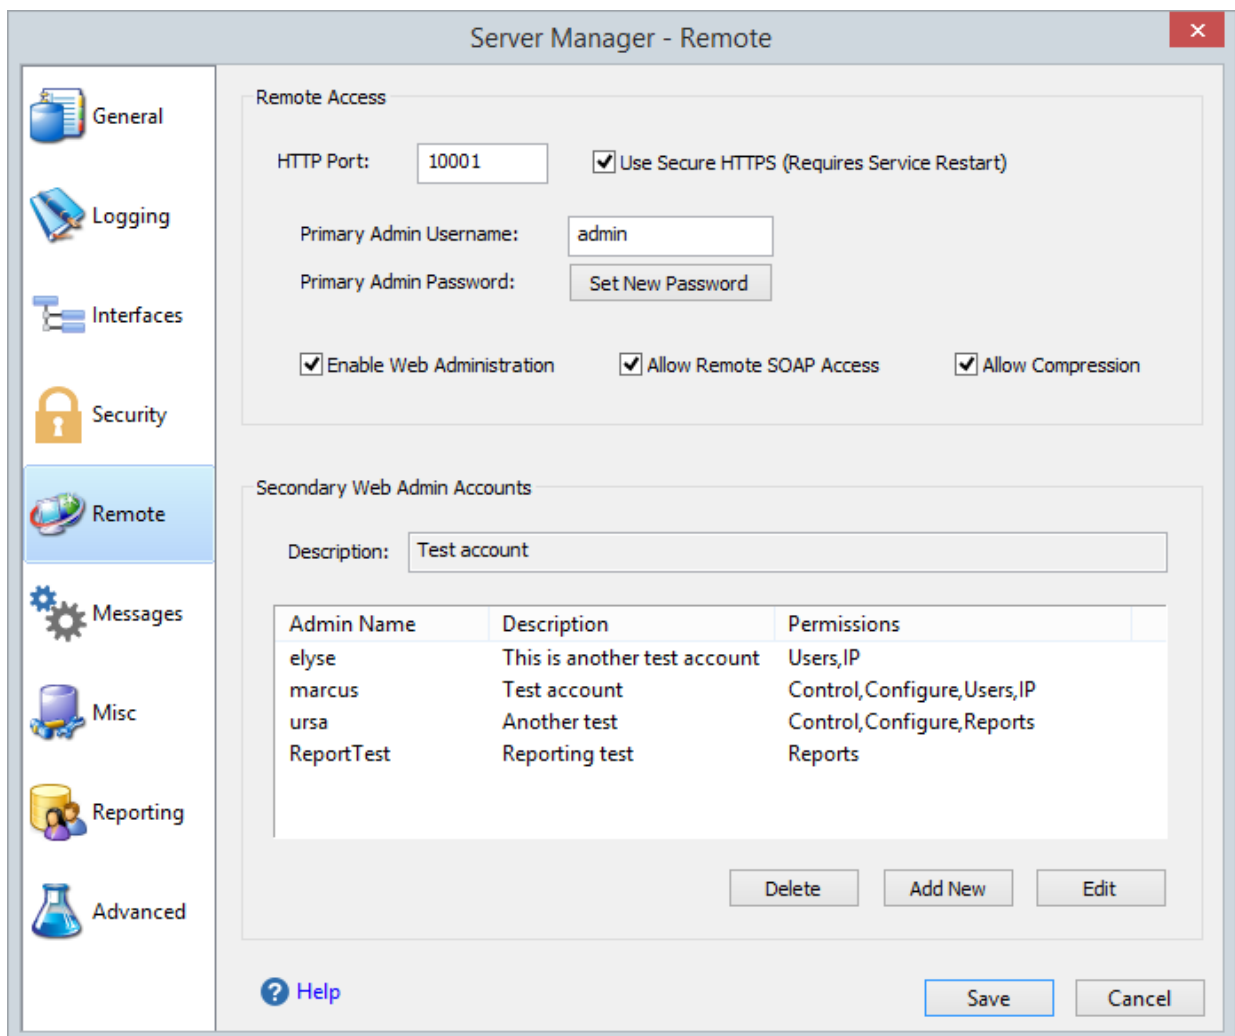 Server Manager - Remote
General
Logging
Interfaces
Security
Remote
Messages
Misc
Reporting
Advanced
Remote Access
HTTP Port: 10001 Use Secure HTTPS (Requires Service Restart)
Primary Admin Username: admin
Primary Admin Password: Set New Password
Enable Web Administration Allow Remote SOAP Access Allow Compression
Secondary Web Admin Accounts
Description: Test account
Admin Name Description Permissions
elyse This is another test account Users,IP
marcus Test account Control,Configure,Users,IP
ursa Another test Control,Configure,Reports
ReportTest Reporting test Reports
Delete Add New Edit
? Help Save Cancel